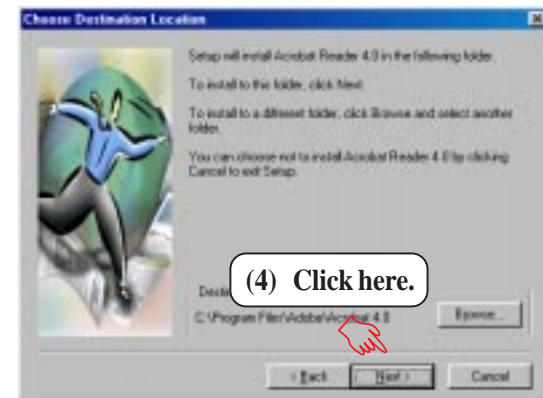 Choose Destination Location
Setup will install Acrobat Reader 4.0 in the following folder.
To install to this folder, click Next.
To install to a different folder, click Browse and select another
folder.
You can choose not to install Acrobat Reader 4.0 by clicking
Cancel to exit Setup.
(4) Click here.
C:\Program Files\Adobe\Acrobat 4.0
Browse...
< Back
Next >
Cancel